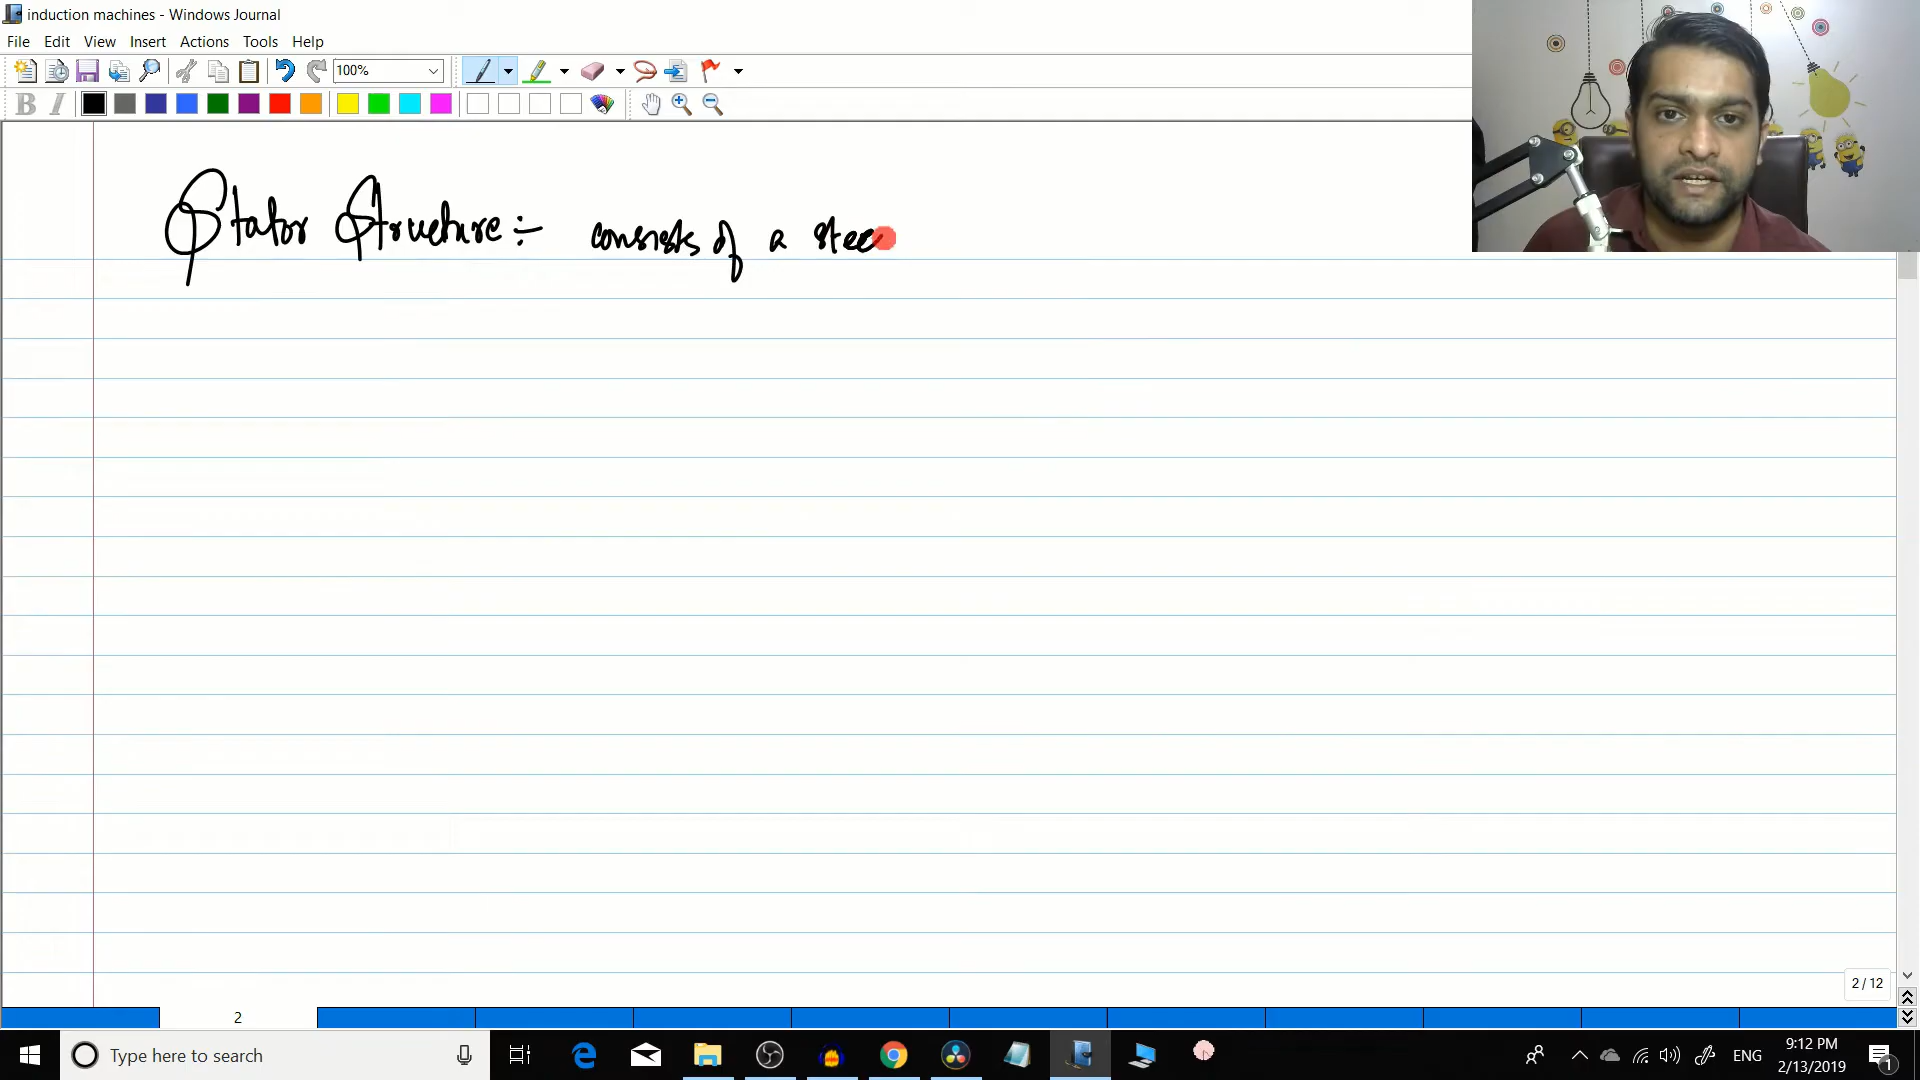 induction machines - Windows Journal
File Edit View Insert Actions Tools Help
100%
B I
Stator Structure :- consists of a stee
2 / 12
2
Type here to search
ENG
9:12 PM
2/13/2019
1